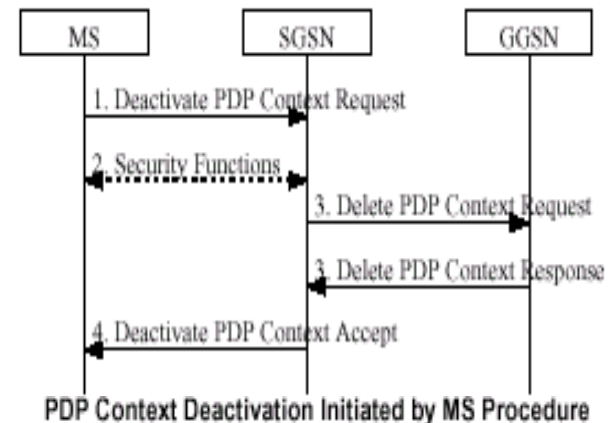 MS SGSN GGSN
1. Deactivate PDP Context Request
2. Security Functions
3. Delete PDP Context Request
3. Delete PDP Context Response
4. Deactivate PDP Context Accept
PDP Context Deactivation Initiated by MS Procedure